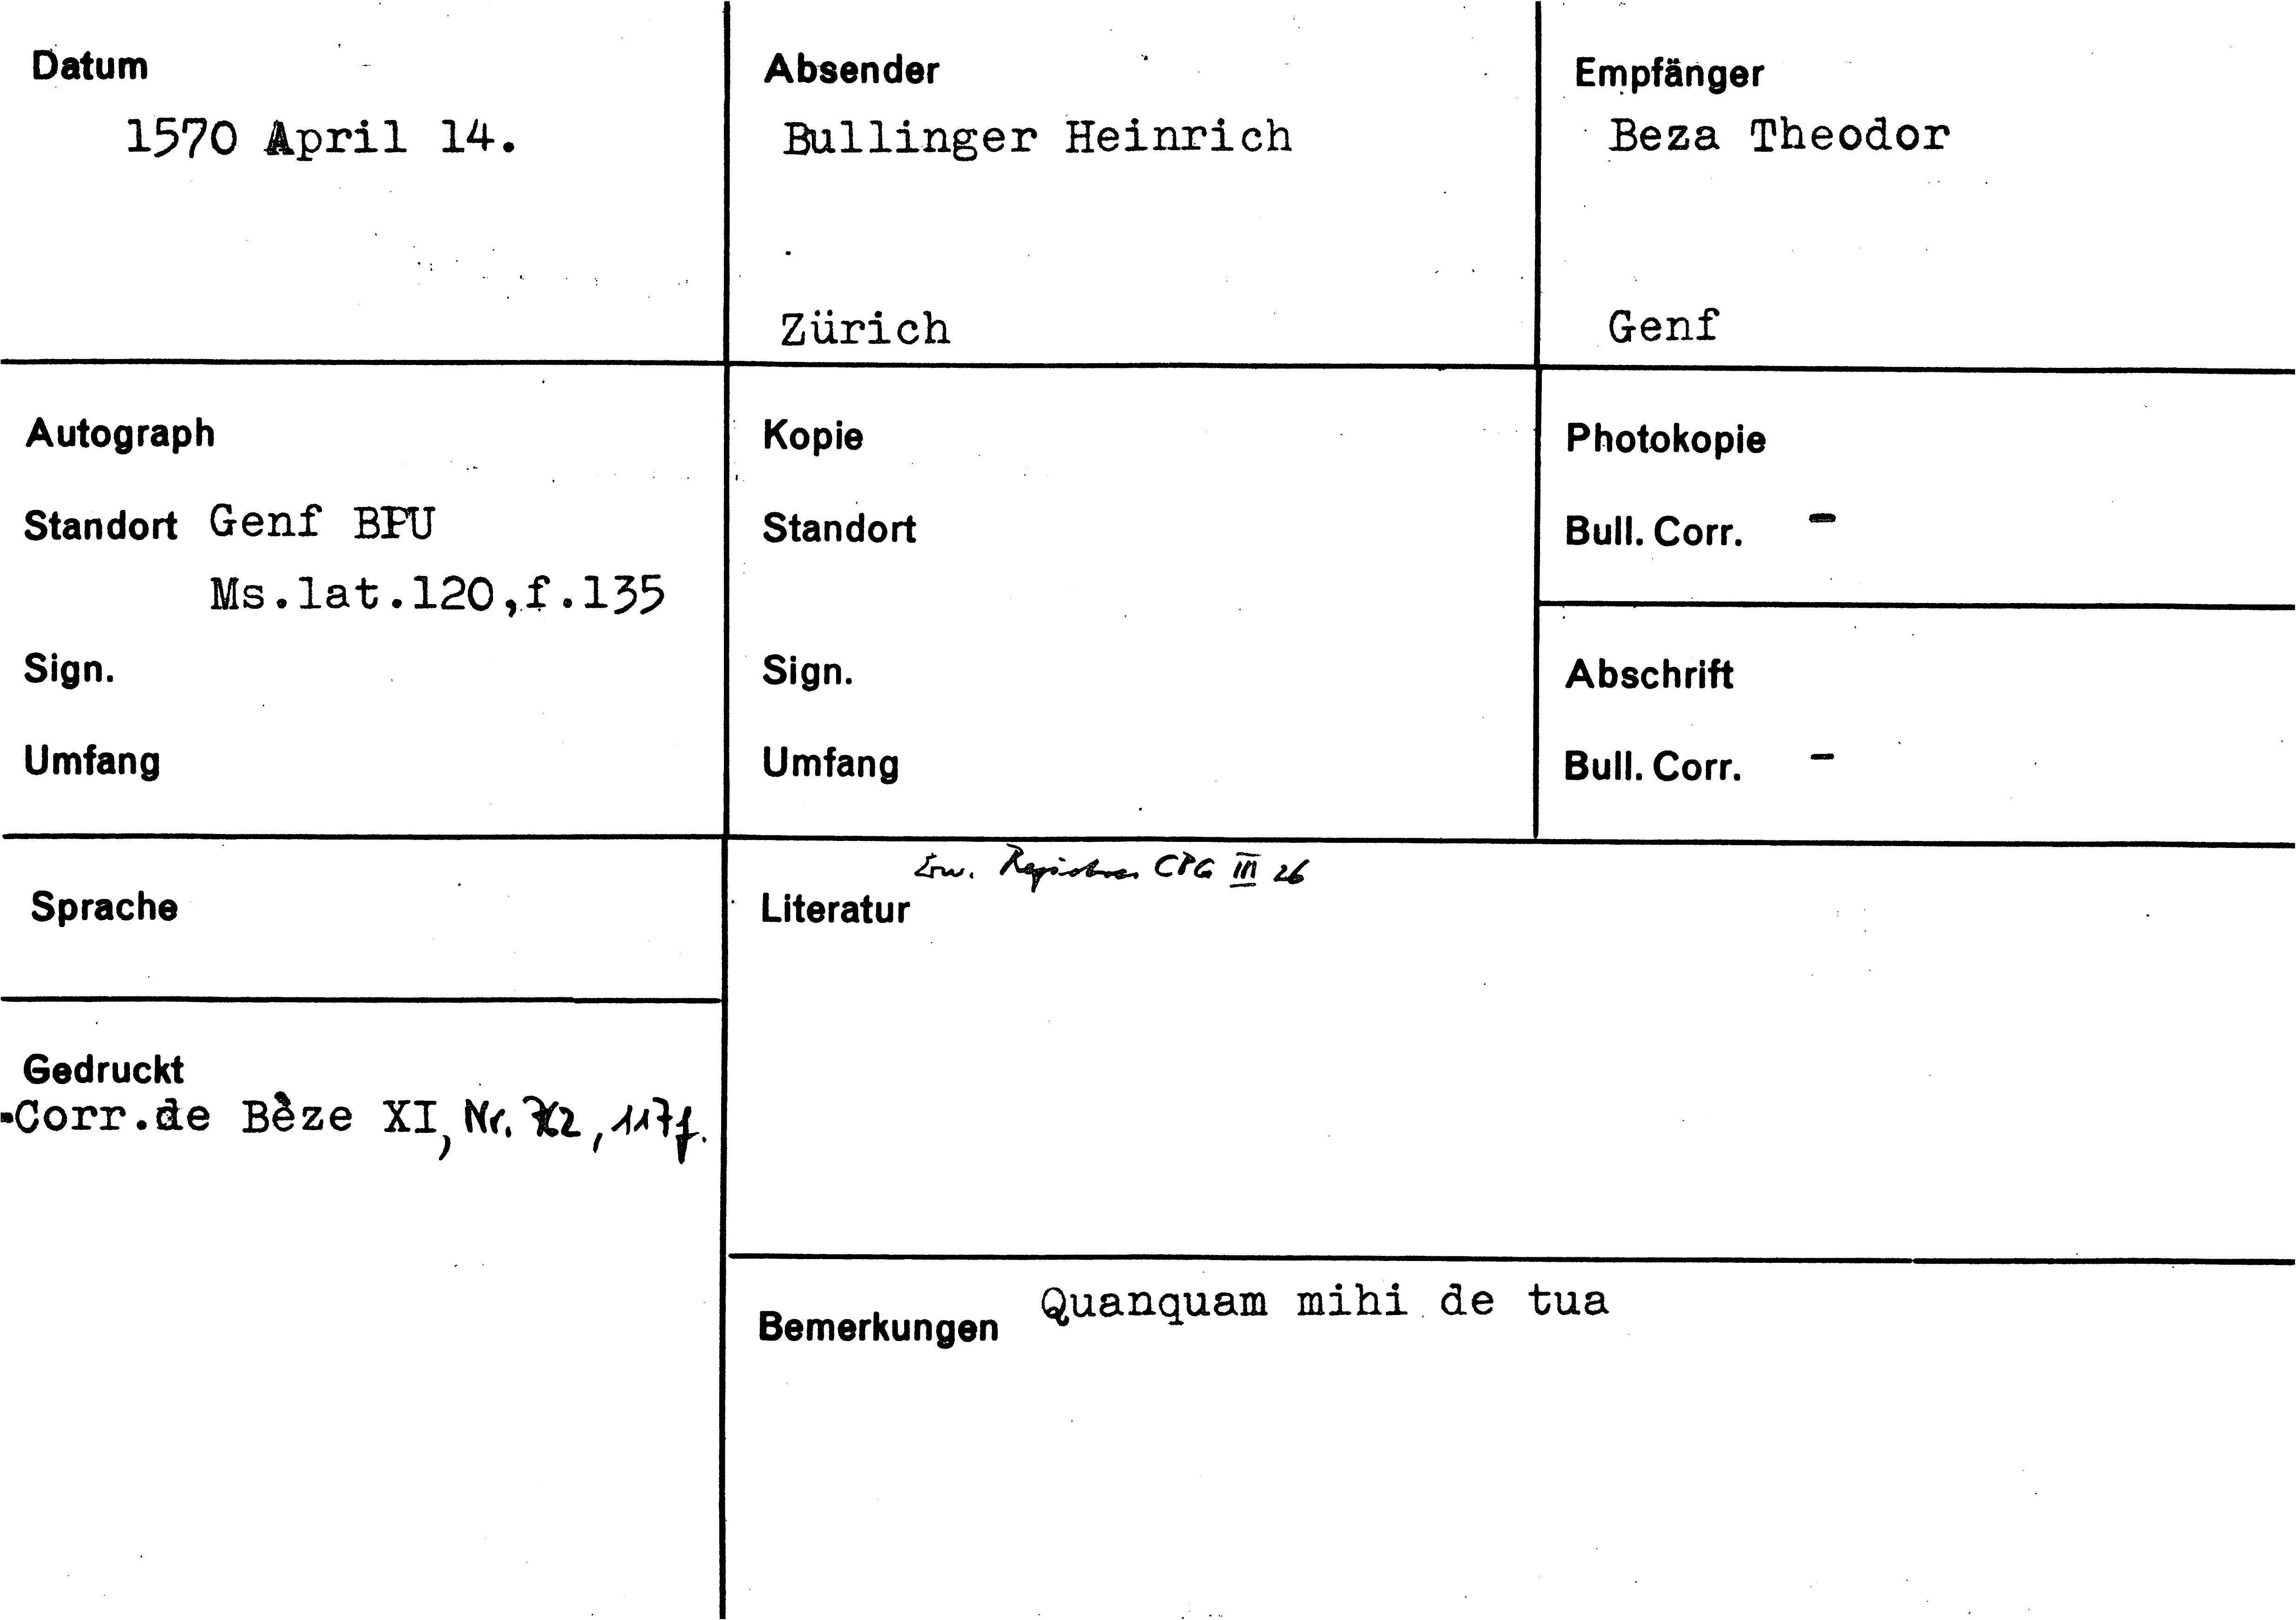 Datum
1570 April 14.
Absender
Bullinger Heinrich
Zürich
Empfänger
Beza Theodor
Genf
Autograph
Standort Genf BPU
Ms.lat.120,f.135
Sign.
Umfang
Kopie
Standort
Sign.
Umfang
Photokopie
Bull. Corr. -
Abschrift
Bull. Corr. -
Sprache
Gedruckt
-Corr.de Bèze XI, Nr. 762, 117f.
Erw. Registres CPG III 26
Literatur
Bemerkungen Quanquam mihi de tua